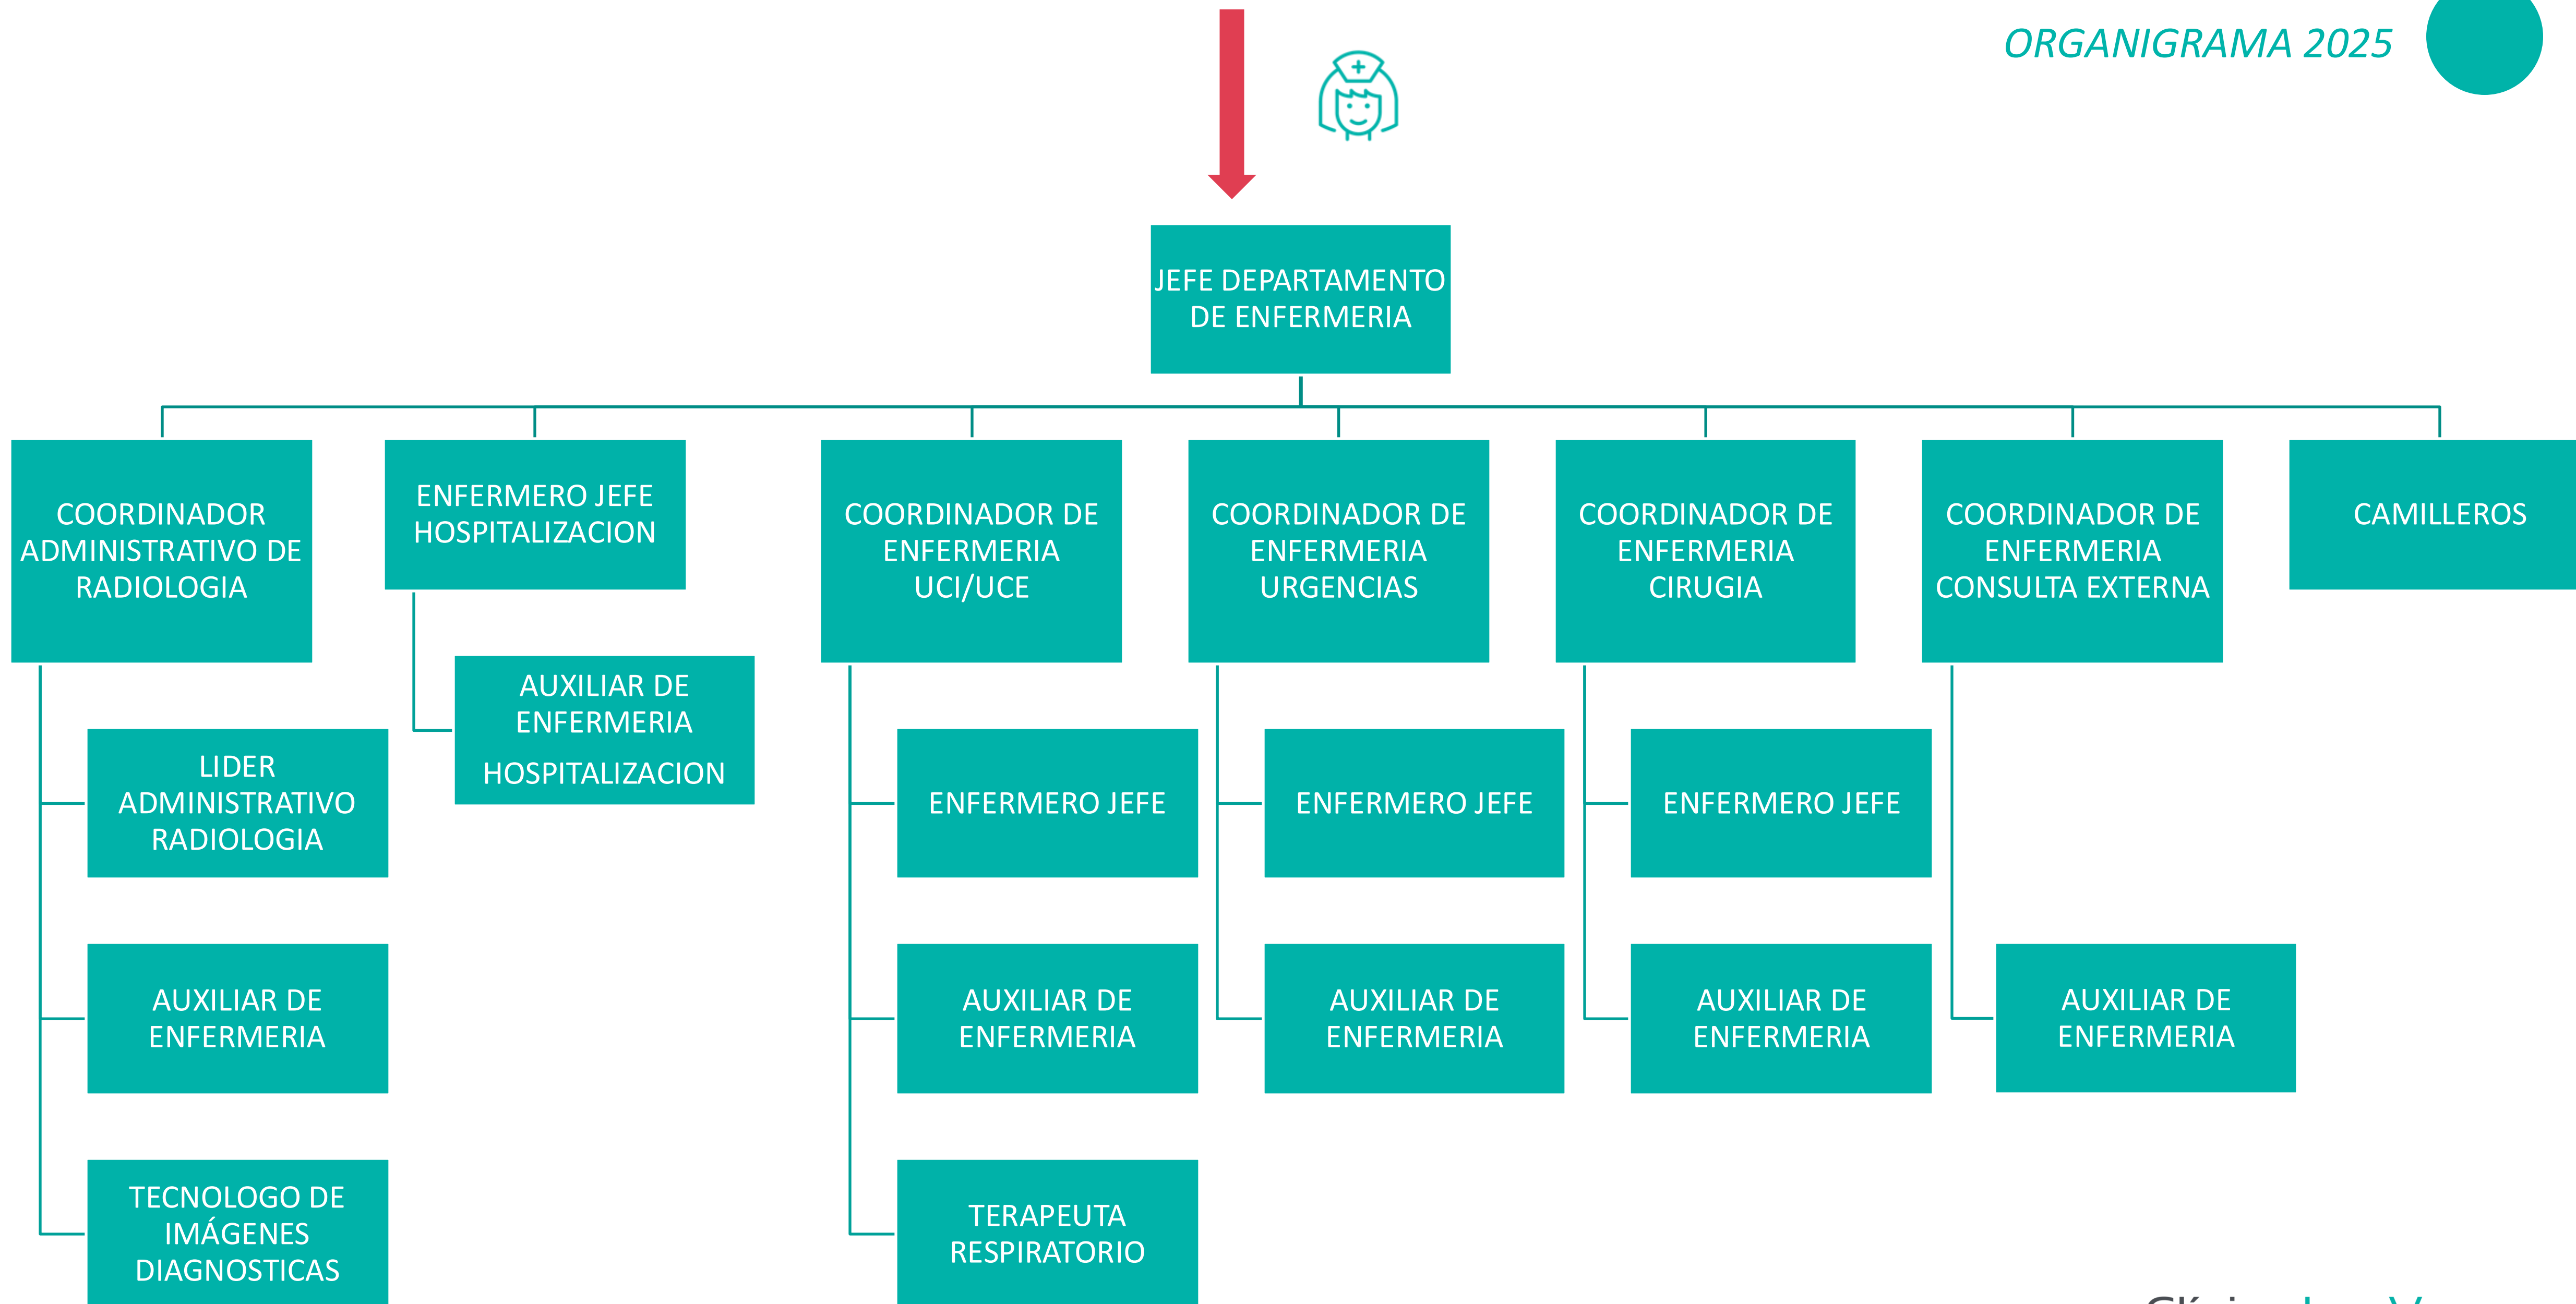 ORGANIGRAMA 2025
JEFE DEPARTAMENTO
DE ENFERMERIA
COORDINADOR
ADMINISTRATIVO DE
RADIOLOGIA
ENFERMERO JEFE
HOSPITALIZACION
COORDINADOR DE
ENFERMERIA
UCI/UCE
COORDINADOR DE
ENFERMERIA
URGENCIAS
COORDINADOR DE
ENFERMERIA
CIRUGIA
COORDINADOR DE
ENFERMERIA
CONSULTA EXTERNA
CAMILLEROS
AUXILIAR DE
ENFERMERIA
HOSPITALIZACION
LIDER
ADMINISTRATIVO
RADIOLOGIA
ENFERMERO JEFE
ENFERMERO JEFE
ENFERMERO JEFE
AUXILIAR DE
ENFERMERIA
AUXILIAR DE
ENFERMERIA
AUXILIAR DE
ENFERMERIA
AUXILIAR DE
ENFERMERIA
AUXILIAR DE
ENFERMERIA
TECNOLOGO DE
IMÁGENES
DIAGNOSTICAS
TERAPEUTA
RESPIRATORIO